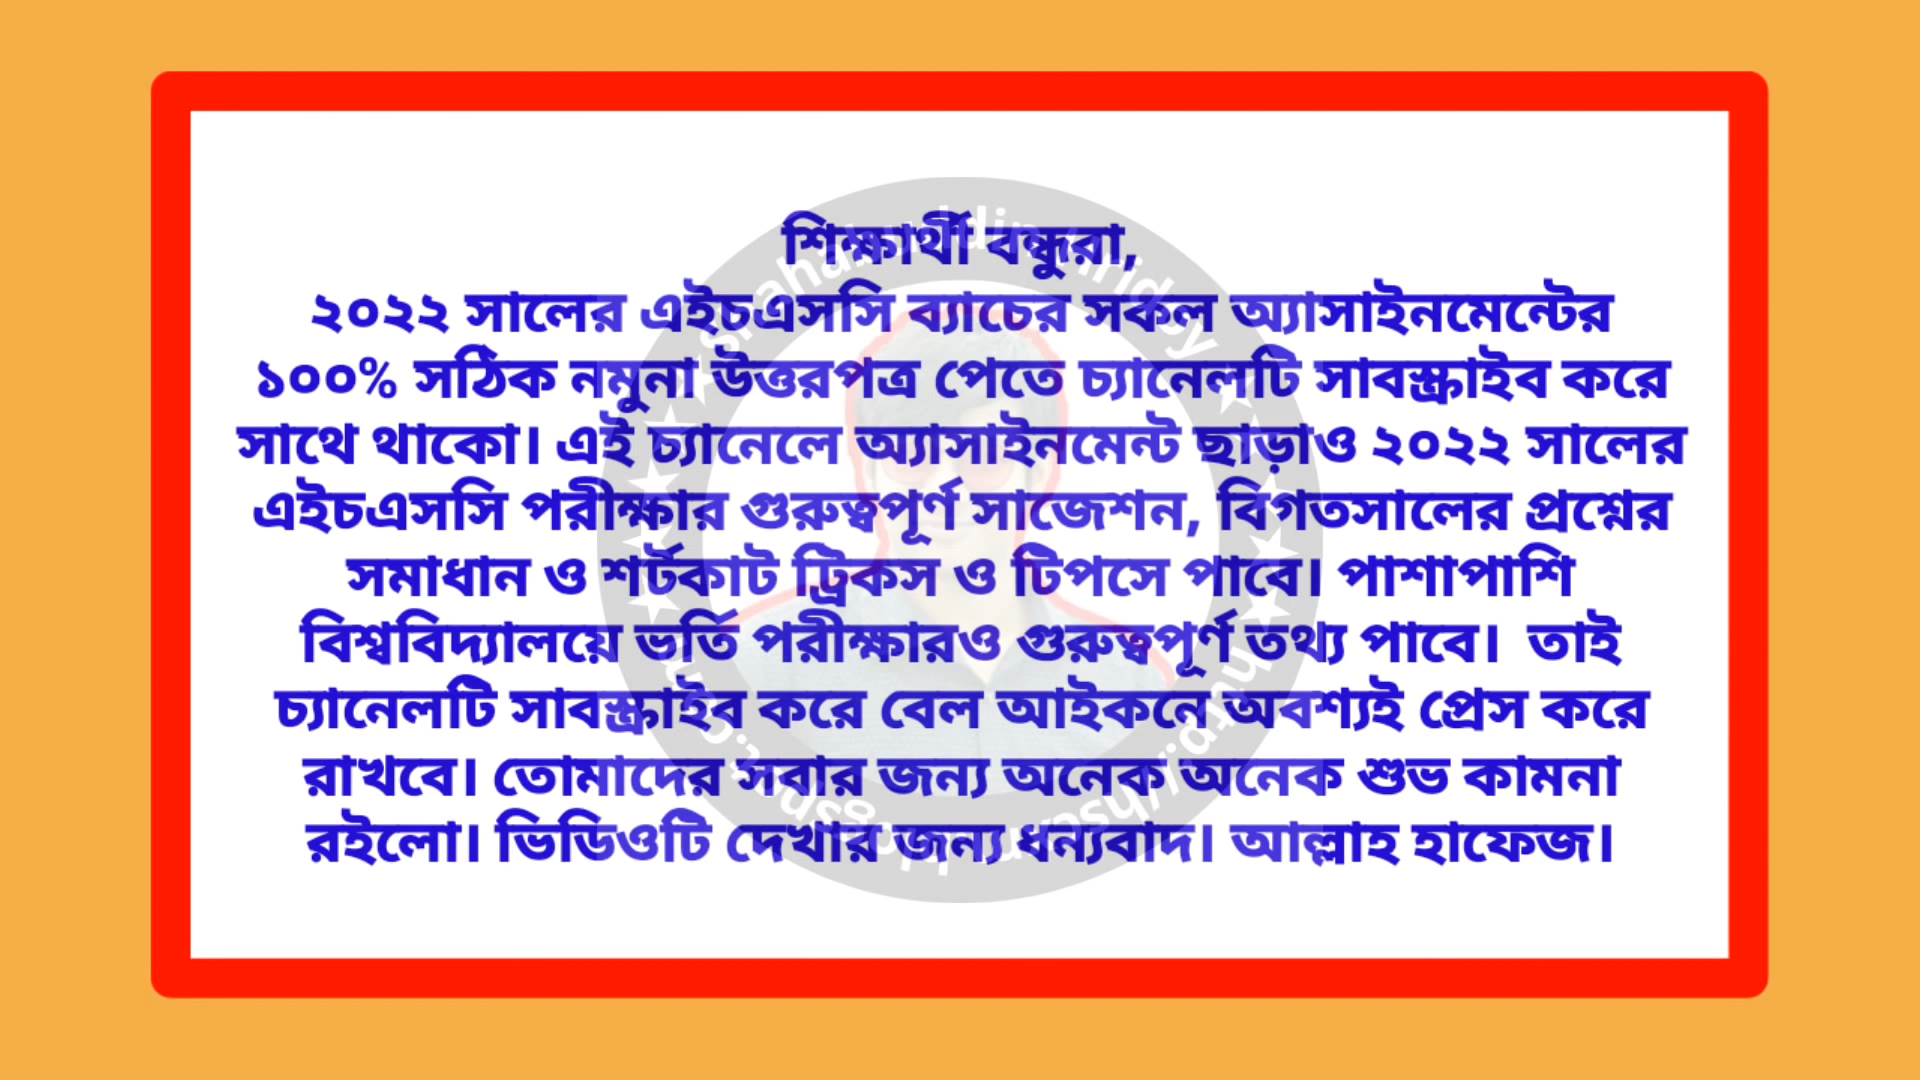 শিক্ষার্থী বন্ধুরা,
২০২২ সালের এইচএসসি ব্যাচের সকল অ্যাসাইনমেন্টের
১০০% সঠিক নমুনা উত্তরপত্র পেতে চ্যানেলটি সাবস্ক্রাইব করে
সাথে থাকো। এই চ্যানেলে অ্যাসাইনমেন্ট ছাড়াও ২০২২ সালের
এইচএসসি পরীক্ষার গুরুত্বপূর্ণ সাজেশন, বিগতসালের প্রশ্নের
সমাধান ও শর্টকাট ট্রিকস ও টিপসে পাবে। পাশাপাশি
বিশ্ববিদ্যালয়ে ভর্তি পরীক্ষারও গুরুত্বপূর্ণ তথ্য পাবে। তাই
চ্যানেলটি সাবস্ক্রাইব করে বেল আইকনে অবশ্যই প্রেস করে
রাখবে। তোমাদের সবার জন্য অনেক অনেক শুভ কামনা
রইলো। ভিডিওটি দেখার জন্য ধন্যবাদ। আল্লাহ হাফেজ।